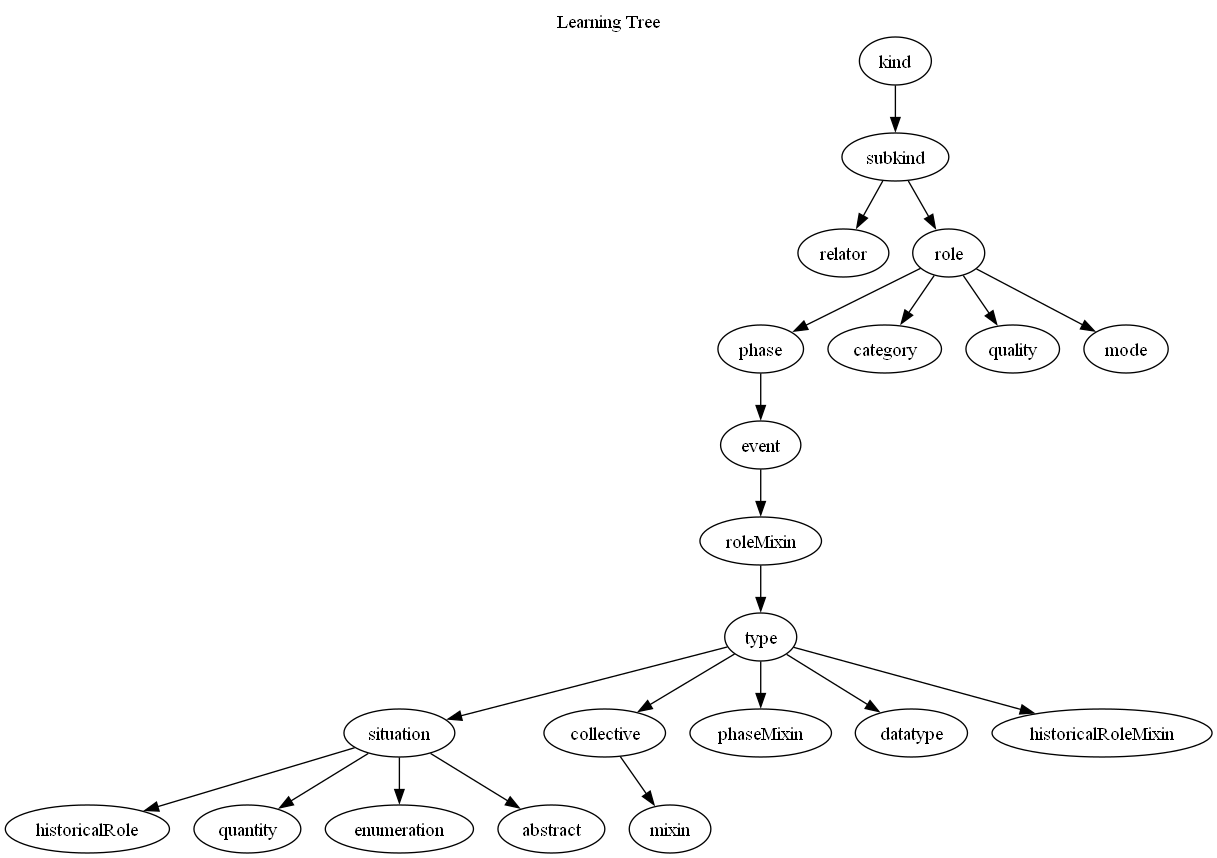 Learning Tree
kind
subkind
relator
role
phase
category
quality
mode
event
roleMixin
type
situation
collective
phaseMixin
datatype
historicalRoleMixin
historicalRole
quantity
enumeration
abstract
mixin